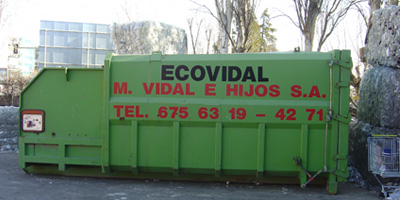 ECOVIDAL
M. VIDAL E HIJOS S.A.
TEL. 675 63 19 - 42 71